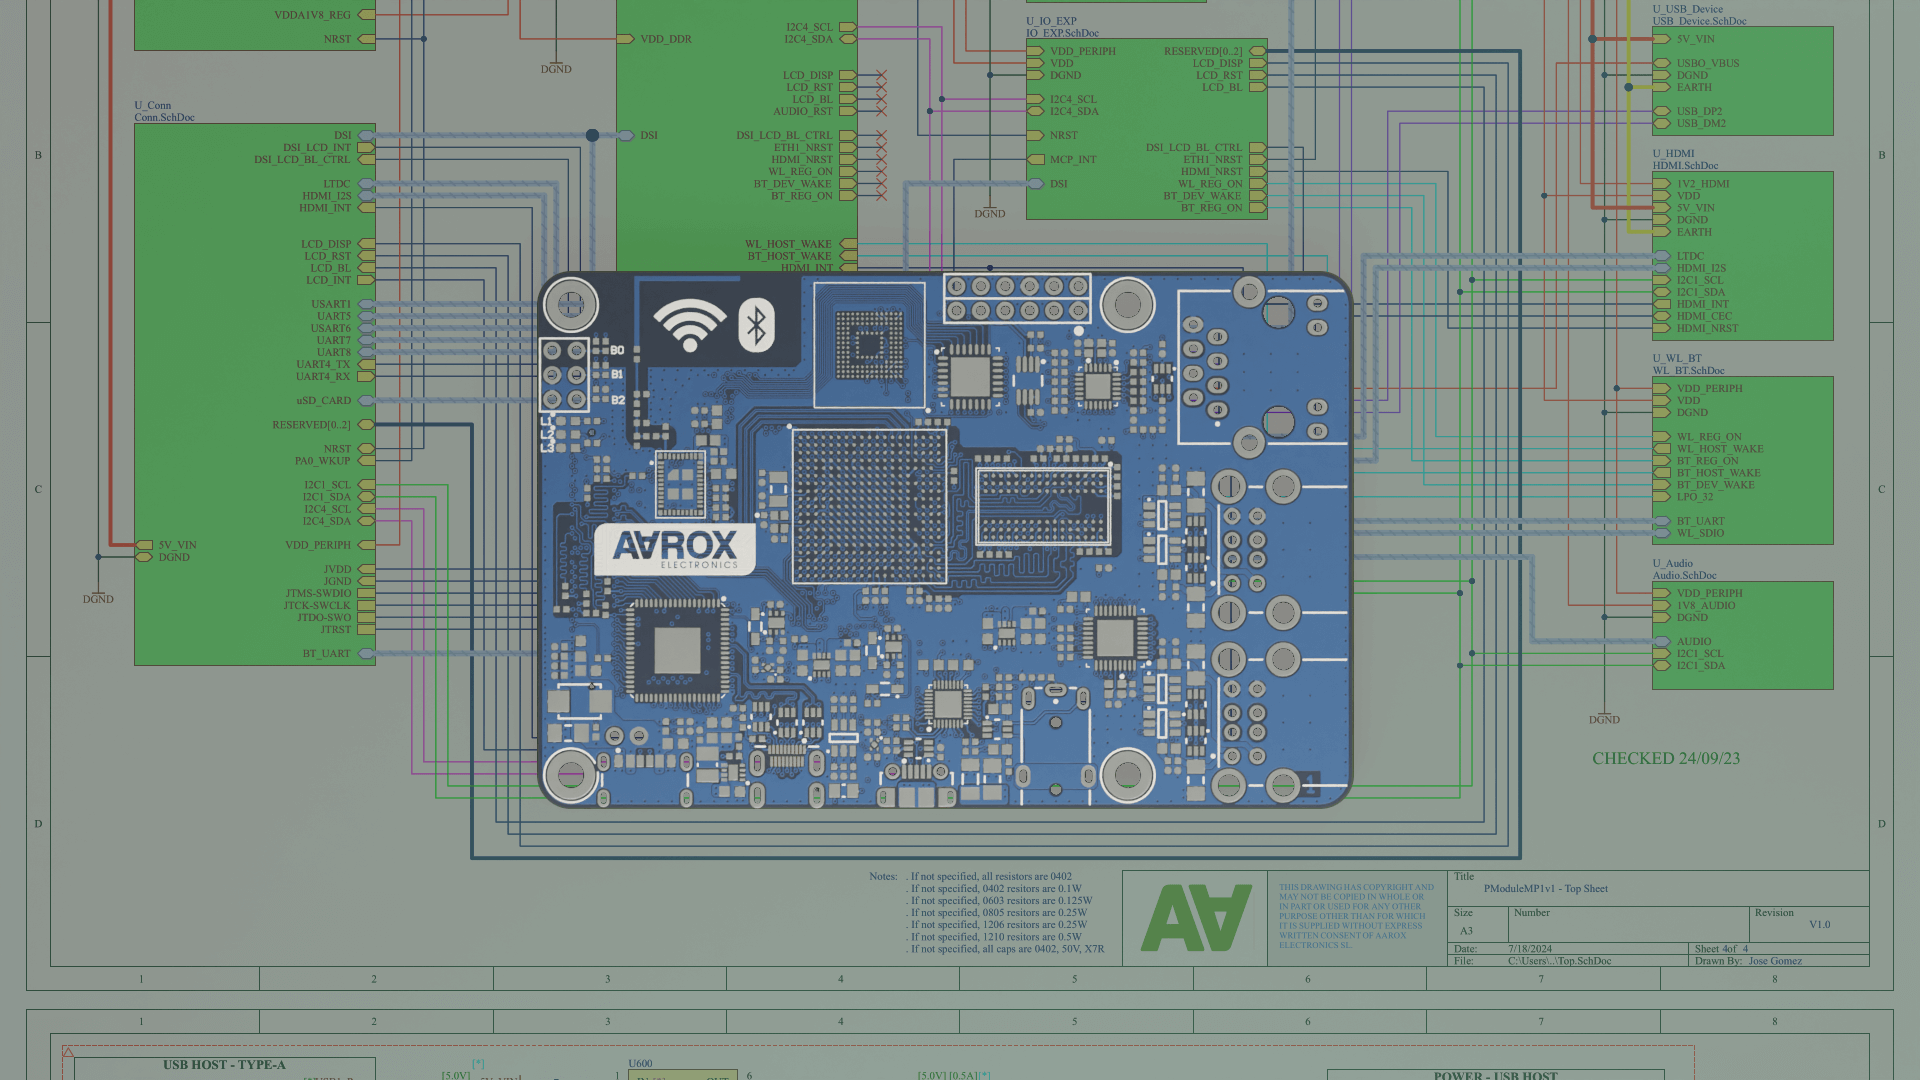 VDDA1V8_REG
NRST
VDD_DDR
DGND
I2C4_SCL
I2C4_SDA
LCD_DISP
LCD_RST
LCD_BL
AUDIO_RST
DSI_LCD_BL_CTRL
ETH1_NRST
HDMI_NRST
WL_REG_ON
BT_DEV_WAKE
BT_REG_ON
WL_HOST_WAKE
BT_HOST_WAKE
HDMI_INT
DSI
U_IO_EXP
IO_EXP.SchDoc
VDD_PERIPH
VDD
DGND
I2C4_SCL
I2C4_SDA
NRST
MCP_INT
DSI
RESERVED[0..2]
LCD_DISP
LCD_RST
LCD_BL
DSI_LCD_BL_CTRL
ETH1_NRST
HDMI_NRST
WL_REG_ON
BT_DEV_WAKE
BT_REG_ON
DGND
U_USB_Device
USB_Device.SchDoc
5V_VIN
USBO_VBUS
DGND
EARTH
USB_DP2
USB_DM2
U_HDMI
HDMI.SchDoc
1V2_HDMI
VDD
5V_VIN
DGND
EARTH
LTDC
HDMI_I2S
I2C1_SCL
I2C1_SDA
HDMI_INT
HDMI_CEC
HDMI_NRST
U_WL_BT
WL_BT.SchDoc
VDD_PERIPH
VDD
DGND
WL_REG_ON
WL_HOST_WAKE
BT_REG_ON
BT_HOST_WAKE
BT_DEV_WAKE
LPO_32
BT_UART
WL_SDIO
U_Audio
Audio.SchDoc
VDD_PERIPH
1V8_AUDIO
DGND
AUDIO
I2C1_SCL
I2C1_SDA
DGND
CHECKED 24/09/23
U_Conn
Conn.SchDoc
DSI
DSI_LCD_INT
DSI_LCD_BL_CTRL
LTDC
HDMI_I2S
HDMI_INT
LCD_DISP
LCD_RST
LCD_BL
LCD_INT
USART1
UART5
USART6
UART7
UART8
UART4_TX
UART4_RX
uSD_CARD
RESERVED[0..2]
NRST
PA0_WKUP
I2C1_SCL
I2C1_SDA
I2C4_SCL
I2C4_SDA
VDD_PERIPH
JVDD
JGND
JTMS-SWDIO
JTCK-SWCLK
JTDO-SWO
JTRST
BT_UART
5V_VIN
DGND
DGND
B
C
D
B
C
D
B0
B1
B2
L1
L2
L3
AAROX
ELECTRONICS
1
Notes:
. If not specified, all resistors are 0402
. If not specified, 0402 resitors are 0.1W
. If not specified, 0603 resitors are 0.125W
. If not specified, 0805 resitors are 0.25W
. If not specified, 1206 resitors are 0.25W
. If not specified, 1210 resitors are 0.5W
. If not specified, all caps are 0402, 50V, X7R
AA
THIS DRAWING HAS COPYRIGHT AND
MAY NOT BE COPIED IN WHOLE OR
IN PART OR USED FOR ANY OTHER
PURPOSE OTHER THAN FOR WHICH
IT IS SUPPLIED WITHOUT EXPRESS
WRITTEN CONSENT OF AAROX
ELECTRONICS SL.
Title
PModuleMP1v1 - Top Sheet
Size
A3
Number
Revision
V1.0
Date: 7/18/2024
Sheet 4of 4
File: C:\Users\..\Top.SchDoc
Drawn By: Jose Gomez
1 2 3 4 5 6 7 8
1 2 3 4 5 6 7 8
USB HOST - TYPE-A
[*]
[5.0V]
U600
1
6
[5.0V] [0.5A][*]
POWER - USB HOST